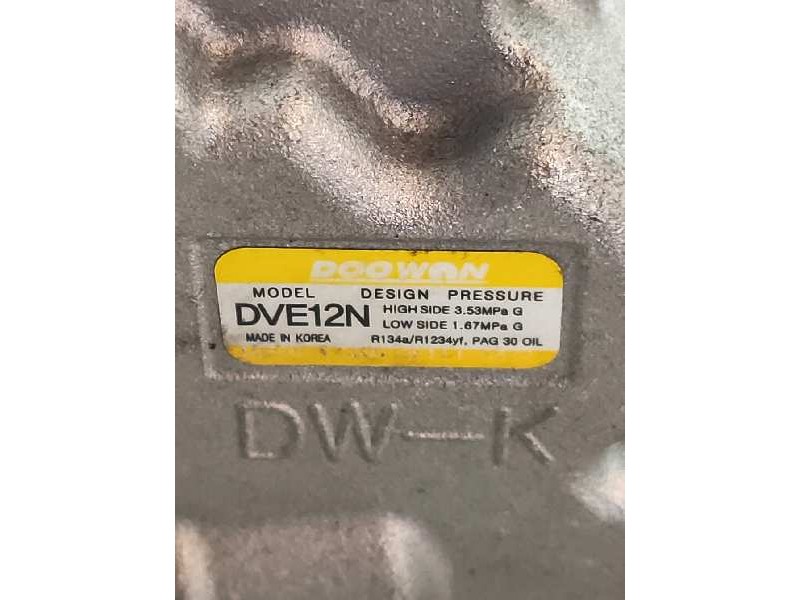 DOOWON
MODEL DESIGN PRESSURE
DVE12N HIGH SIDE 3.53MPa G
LOW SIDE 1.67MPa G
MADE IN KOREA R134a/R1234yf, PAG 30 OIL
DW-K